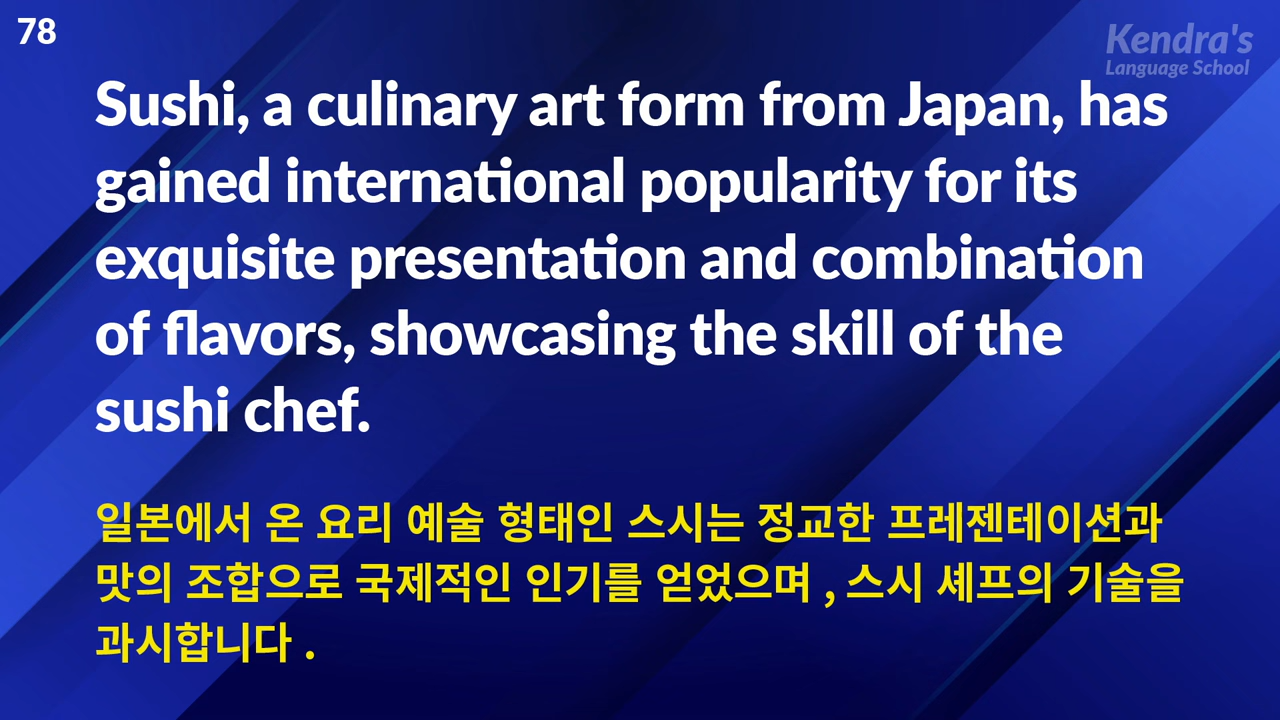 78
Kendra's
Language School
Sushi, a culinary art form from Japan, has
gained international popularity for its
exquisite presentation and combination
of flavors, showcasing the skill of the
sushi chef.
일본에서 온 요리 예술 형태인 스시는 정교한 프레젠테이션과
맛의 조합으로 국제적인 인기를 얻었으며 , 스시 셰프의 기술을
과시합니다 .